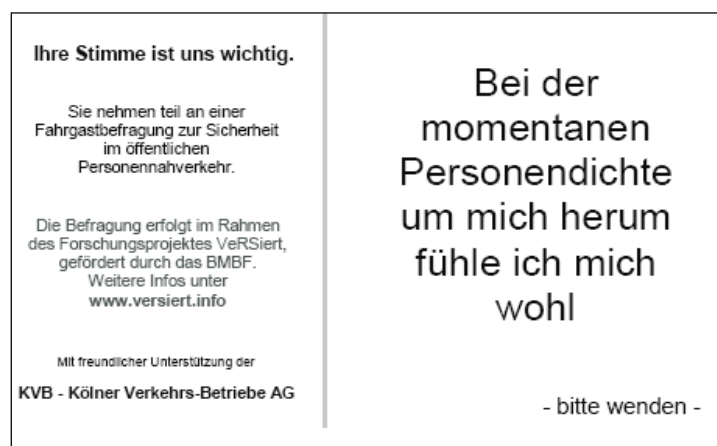 Ihre Stimme ist uns wichtig.
Sie nehmen teil an einer
Fahrgastbefragung zur Sicherheit
im öffentlichen
Personennahverkehr.
Die Befragung erfolgt im Rahmen
des Forschungsprojektes VeRSiert,
gefördert durch das BMBF.
Weitere Infos unter
www.versiert.info
Mit freundlicher Unterstützung der
KVB - Kölner Verkehrs-Betriebe AG
Bei der
momentanen
Personendichte
um mich herum
fühle ich mich
wohl
- bitte wenden -